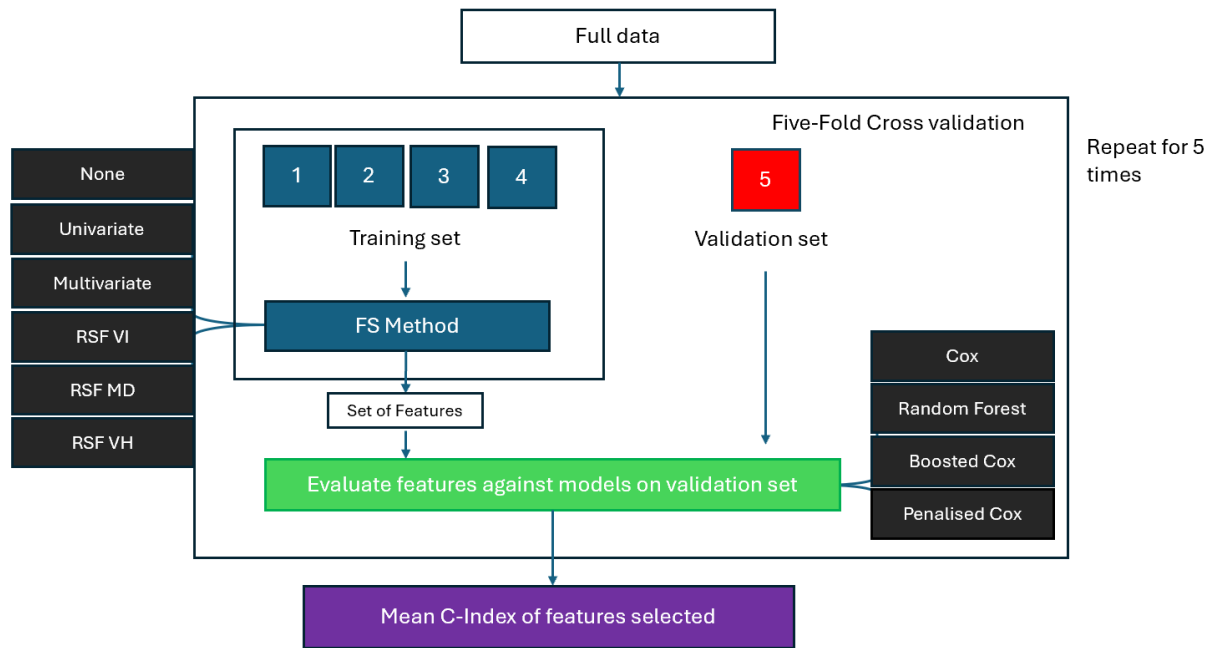 Full data
Five-Fold Cross validation
Repeat for 5
times
None
Univariate
Multivariate
RSF VI
RSF MD
RSF VH
1
2
3
4
Training set
5
Validation set
FS Method
Set of Features
Evaluate features against models on validation set
Cox
Random Forest
Boosted Cox
Penalised Cox
Mean C-Index of features selected